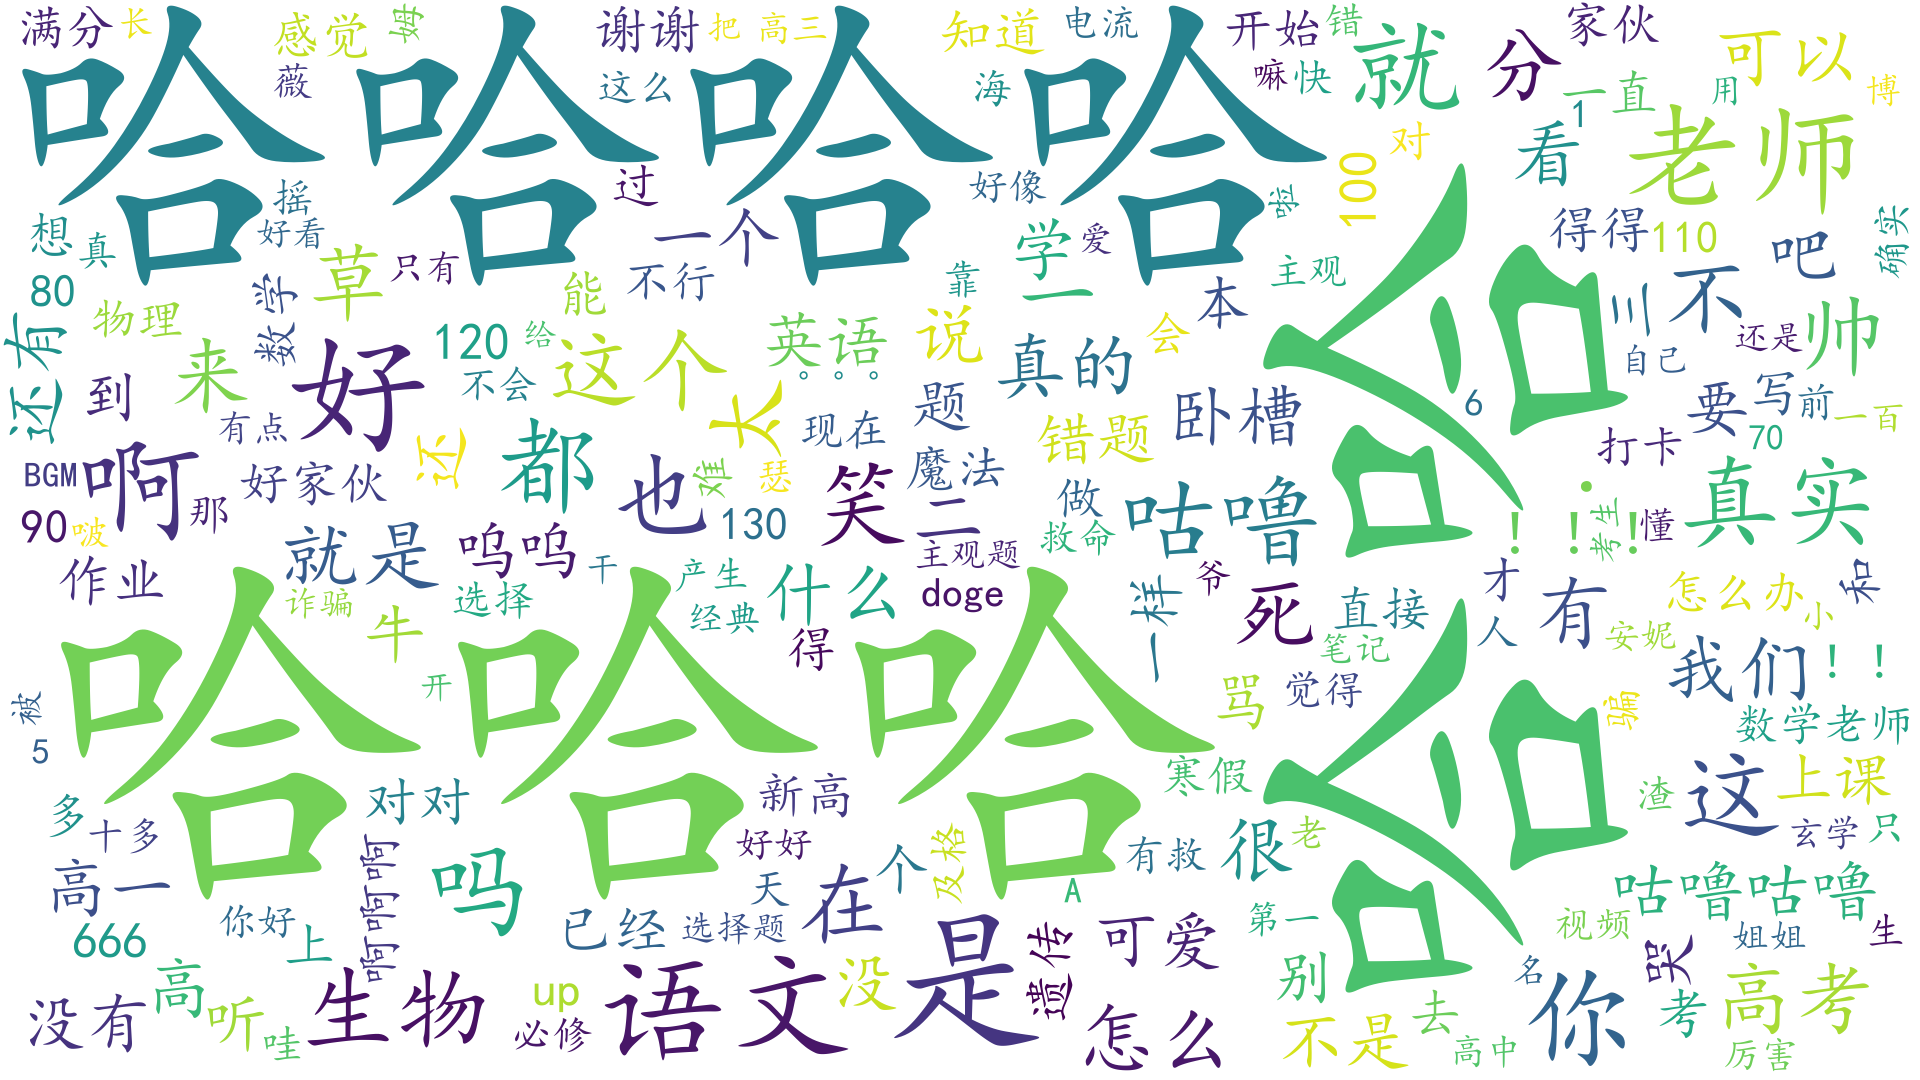 满分 长 感觉 姆 谢谢 把 高三 知道 电流 开始 错 就 分 家伙 可以
哈哈哈哈
薇 这么 海 嘛 快 一直 用 博
1 看 老师
过 好像 100 对
摇 好看 想 真 一个 学 爱 啦 得得 110 吧 确实
80 草 只有 不行 能 靠 一 本 主观 川 不 还是 帅
物理 数学 还有 来 好 120 给 这个 英语 。。。 说 真的 会 自己
到 不会 太 现在 题 错题 卧槽 6 要 写 前 一百
哈哈
有点 还 都 难 瑟 笑 魔法 做 打卡 70
BGM 啊 那 好家伙 也 二 咕噜 . 真实
90 啵 130 救命 ! ! ! 考生 懂
作业 就是 呜呜 干 产生 什么 主观题 doge 一样 爷 死 直接 才 有 怎么办 和
诈骗 牛 选择 经典 得 笔记 人 安妮 小
哈哈哈
被 开 骂 觉得 我们 ! ! 骗 数学老师
5 多 十多 对对 新高 寒假 渣 这 上课
高一 啊啊啊 吗 好好 天 在 个 及格 有救 很 老 玄学 只
666 你好 上 已经 选择题 A 第一 咕噜咕噜
没有 高 听 哇 生物 up 必修 语文 没 是 遗传 可爱 怎么 别 视频 姐姐 生
不是 去 高中 名 你 哭 考 高考 厉害